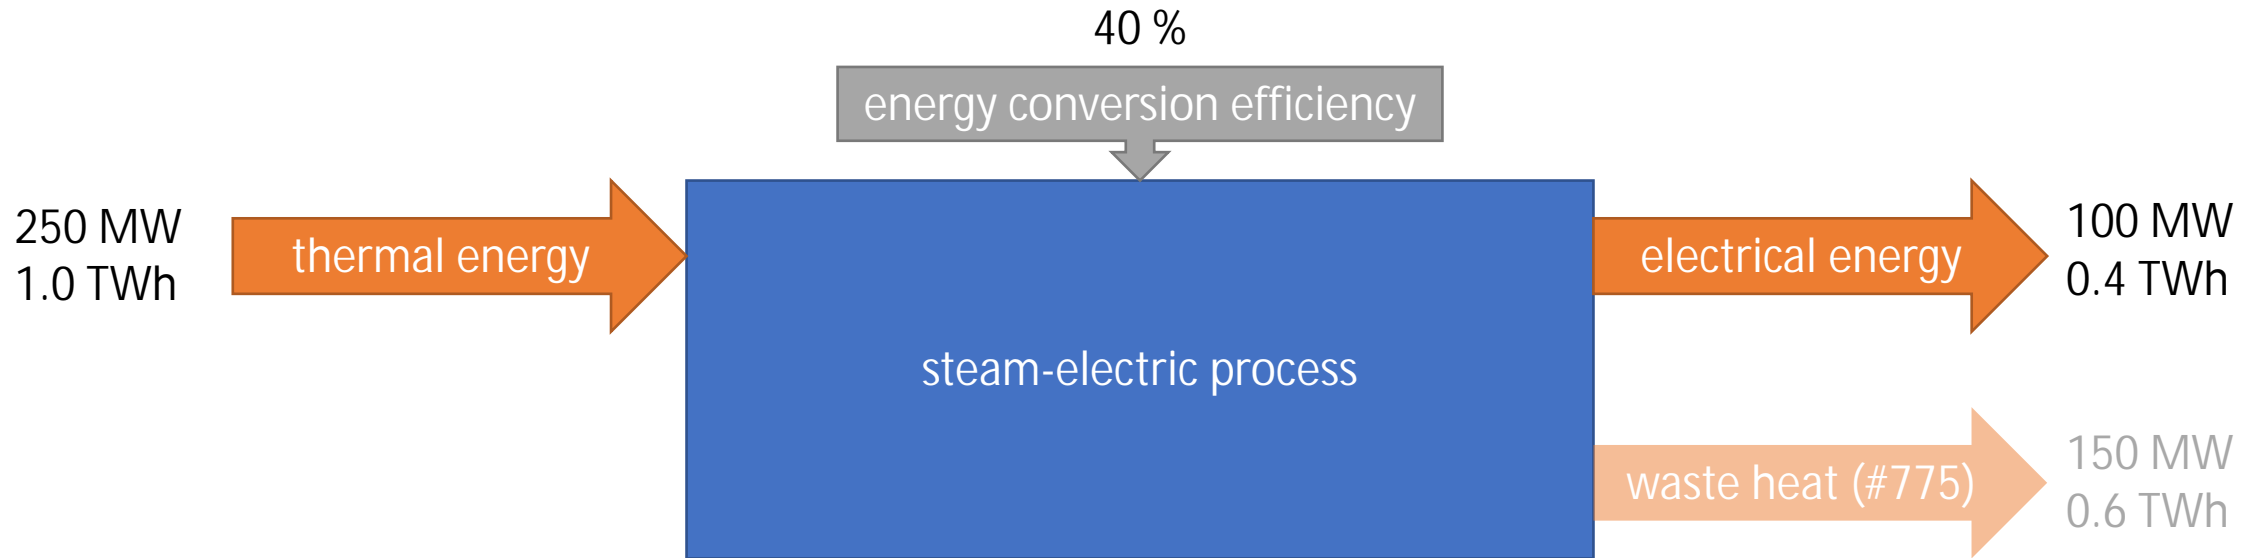 40 %
energy conversion efficiency
250 MW
1.0 TWh
thermal energy
electrical energy
100 MW
0.4 TWh
steam-electric process
waste heat (#775)
150 MW
0.6 TWh